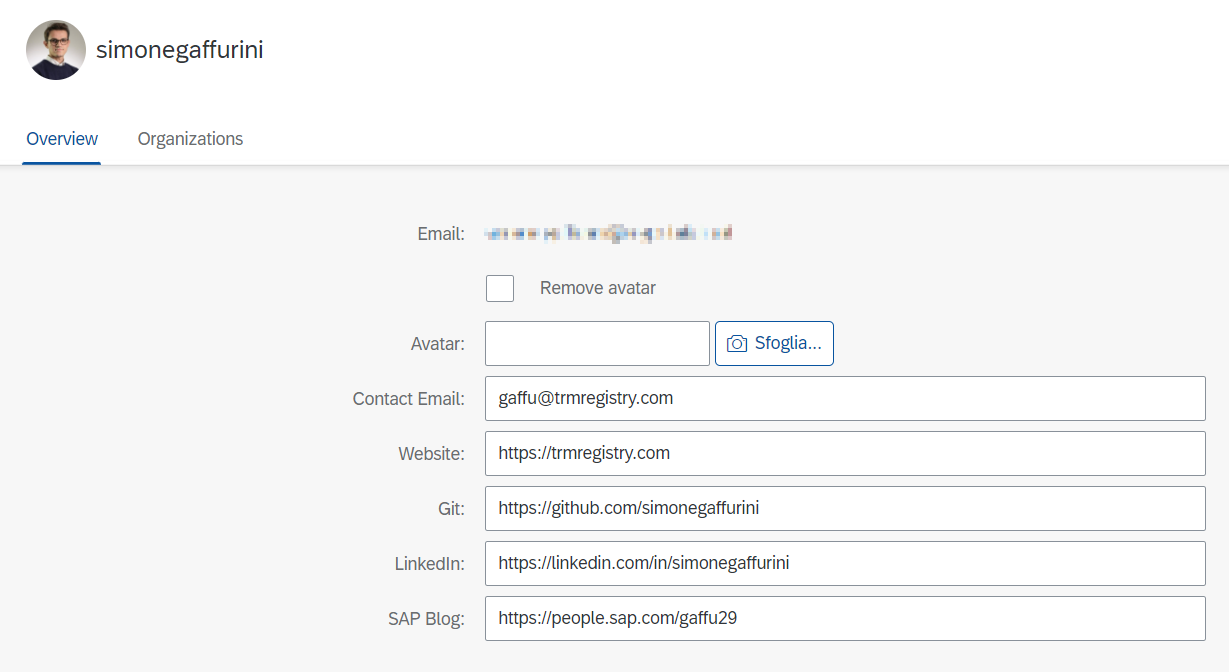 simonegaffurini
Overview Organizations
Email:
Remove avatar
Avatar: Sfoglia...
Contact Email: gaffu@trmregistry.com
Website: https://trmregistry.com
Git: https://github.com/simonegaffurini
LinkedIn: https://linkedin.com/in/simonegaffurini
SAP Blog: https://people.sap.com/gaffu29